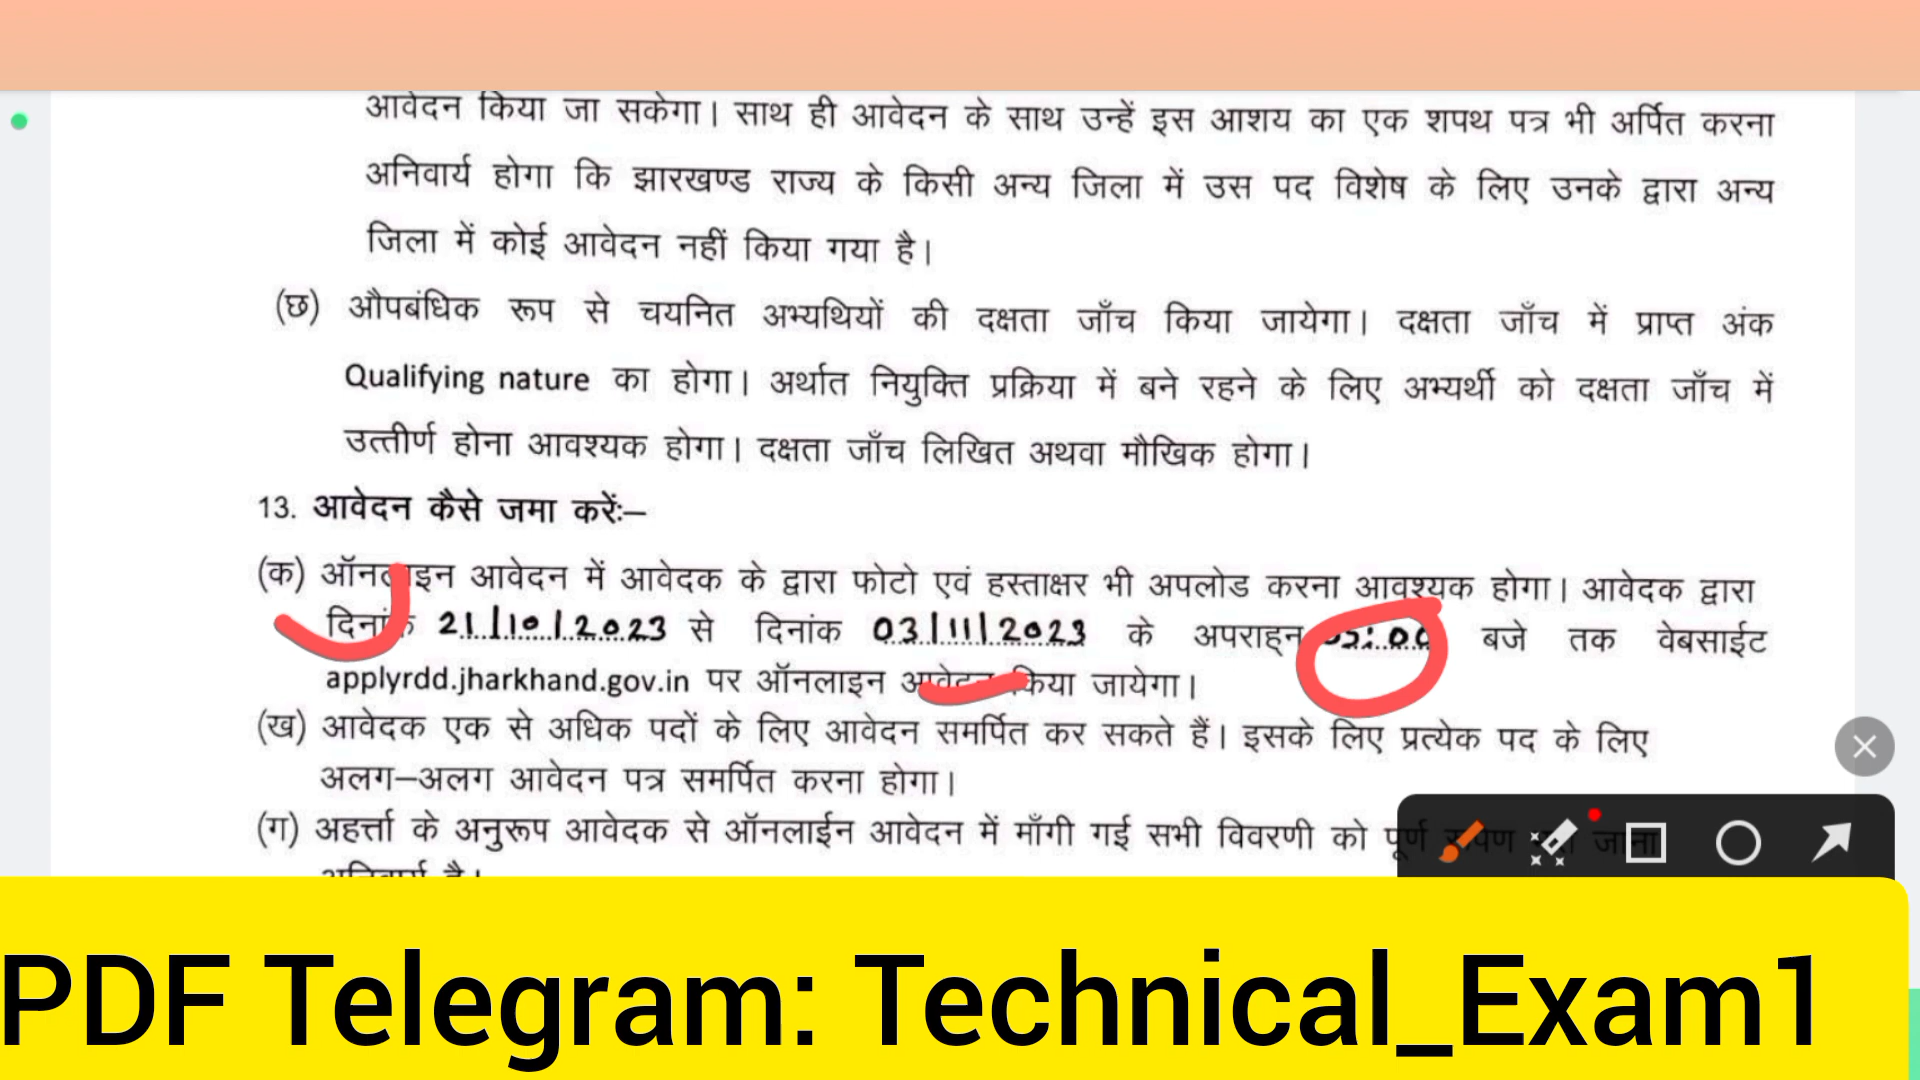 आवेदन किया जा सकेगा। साथ ही आवेदन के साथ उन्हें इस आशय का एक शपथ पत्र भी अर्पित करना
अनिवार्य होगा कि झारखण्ड राज्य के किसी अन्य जिला में उस पद विशेष के लिए उनके द्वारा अन्य
जिला में कोई आवेदन नहीं किया गया है।
(छ) औपबंधिक रूप से चयनित अभ्यथियों की दक्षता जाँच किया जायेगा। दक्षता जाँच में प्राप्त अंक
Qualifying nature का होगा। अर्थात नियुक्ति प्रक्रिया में बने रहने के लिए अभ्यर्थी को दक्षता जाँच में
उत्तीर्ण होना आवश्यक होगा। दक्षता जाँच लिखित अथवा मौखिक होगा।
13. आवेदन कैसे जमा करें:–
(क) ऑनलाइन आवेदन में आवेदक के द्वारा फोटो एवं हस्ताक्षर भी अपलोड करना आवश्यक होगा। आवेदक द्वारा
दिनांक 21/10/2023 से दिनांक 03/11/2023 के अपराह्न बजे तक वेबसाईट
applyrdd.jharkhand.gov.in पर ऑनलाइन आवेदन किया जायेगा।
(ख) आवेदक एक से अधिक पदों के लिए आवेदन समर्पित कर सकते हैं। इसके लिए प्रत्येक पद के लिए
अलग–अलग आवेदन पत्र समर्पित करना होगा।
(ग) अहर्त्ता के अनुरूप आवेदक से ऑनलाईन आवेदन में माँगी गई सभी विवरणी को पूर्ण जाना
PDF Telegram: Technical_Exam1